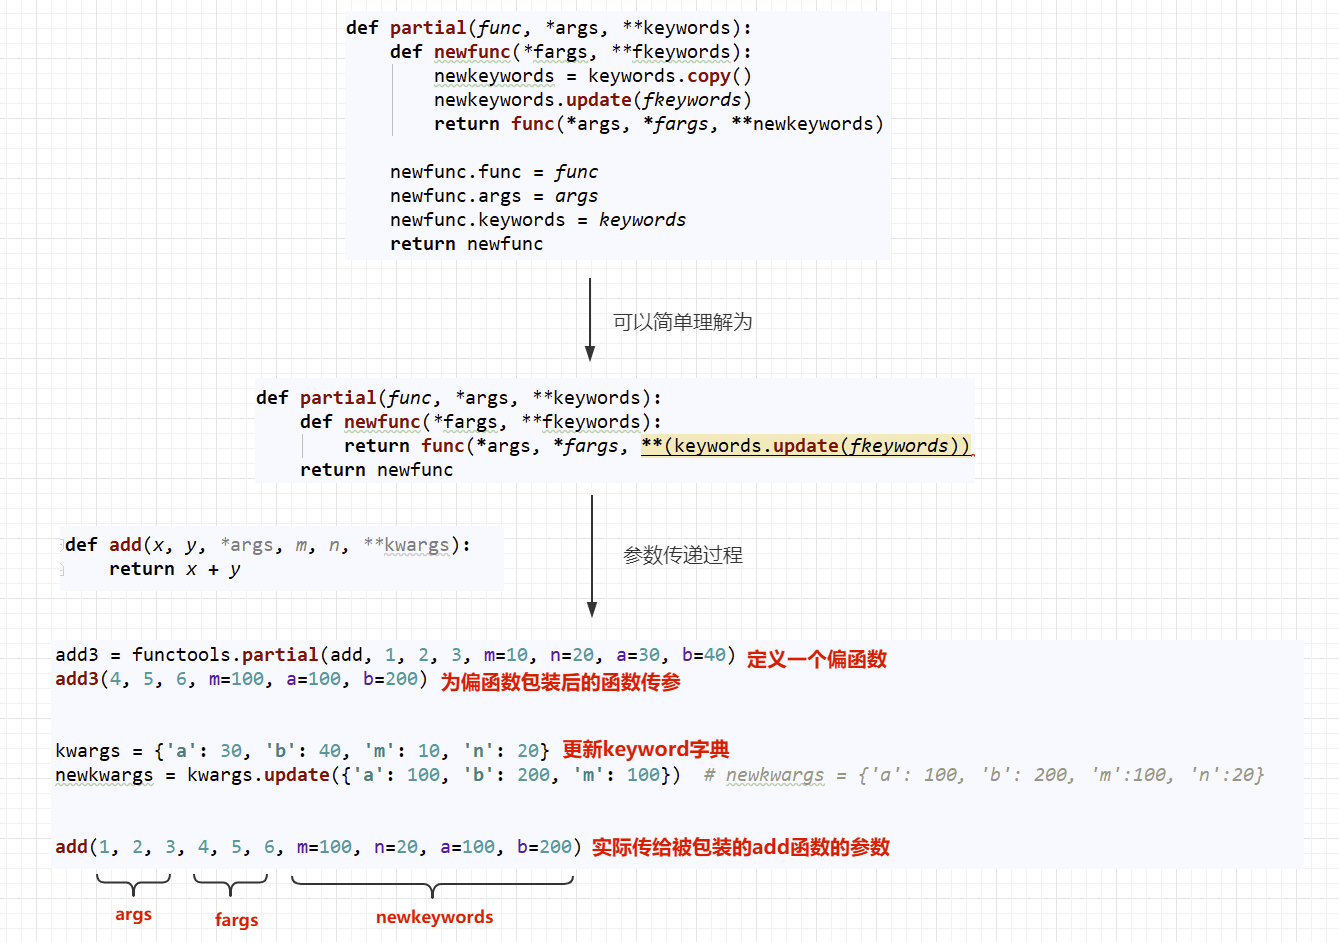 def partial(func, *args, **keywords):
    def newfunc(*fargs, **fkeywords):
        newkeywords = keywords.copy()
        newkeywords.update(fkeywords)
        return func(*args, *fargs, **newkeywords)
    newfunc.func = func
    newfunc.args = args
    newfunc.keywords = keywords
    return newfunc
可以简单理解为
def partial(func, *args, **keywords):
    def newfunc(*fargs, **fkeywords):
        return func(*args, *fargs, **(keywords.update(fkeywords))
    return newfunc
def add(x, y, *args, m, n, **kwargs):
    return x + y
参数传递过程
add3 = functools.partial(add, 1, 2, 3, m=10, n=20, a=30, b=40) 定义一个偏函数
add3(4, 5, 6, m=100, a=100, b=200) 为偏函数包装后的函数传参
kwargs = {'a': 30, 'b': 40, 'm': 10, 'n': 20} 更新keyword字典
newkwargs = kwargs.update({'a': 100, 'b': 200, 'm': 100})  # newkwargs = {'a': 100, 'b': 200, 'm':100, 'n':20}
add(1, 2, 3, 4, 5, 6, m=100, n=20, a=100, b=200) 实际传给被包装的add函数的参数
args
fargs
newkeywords